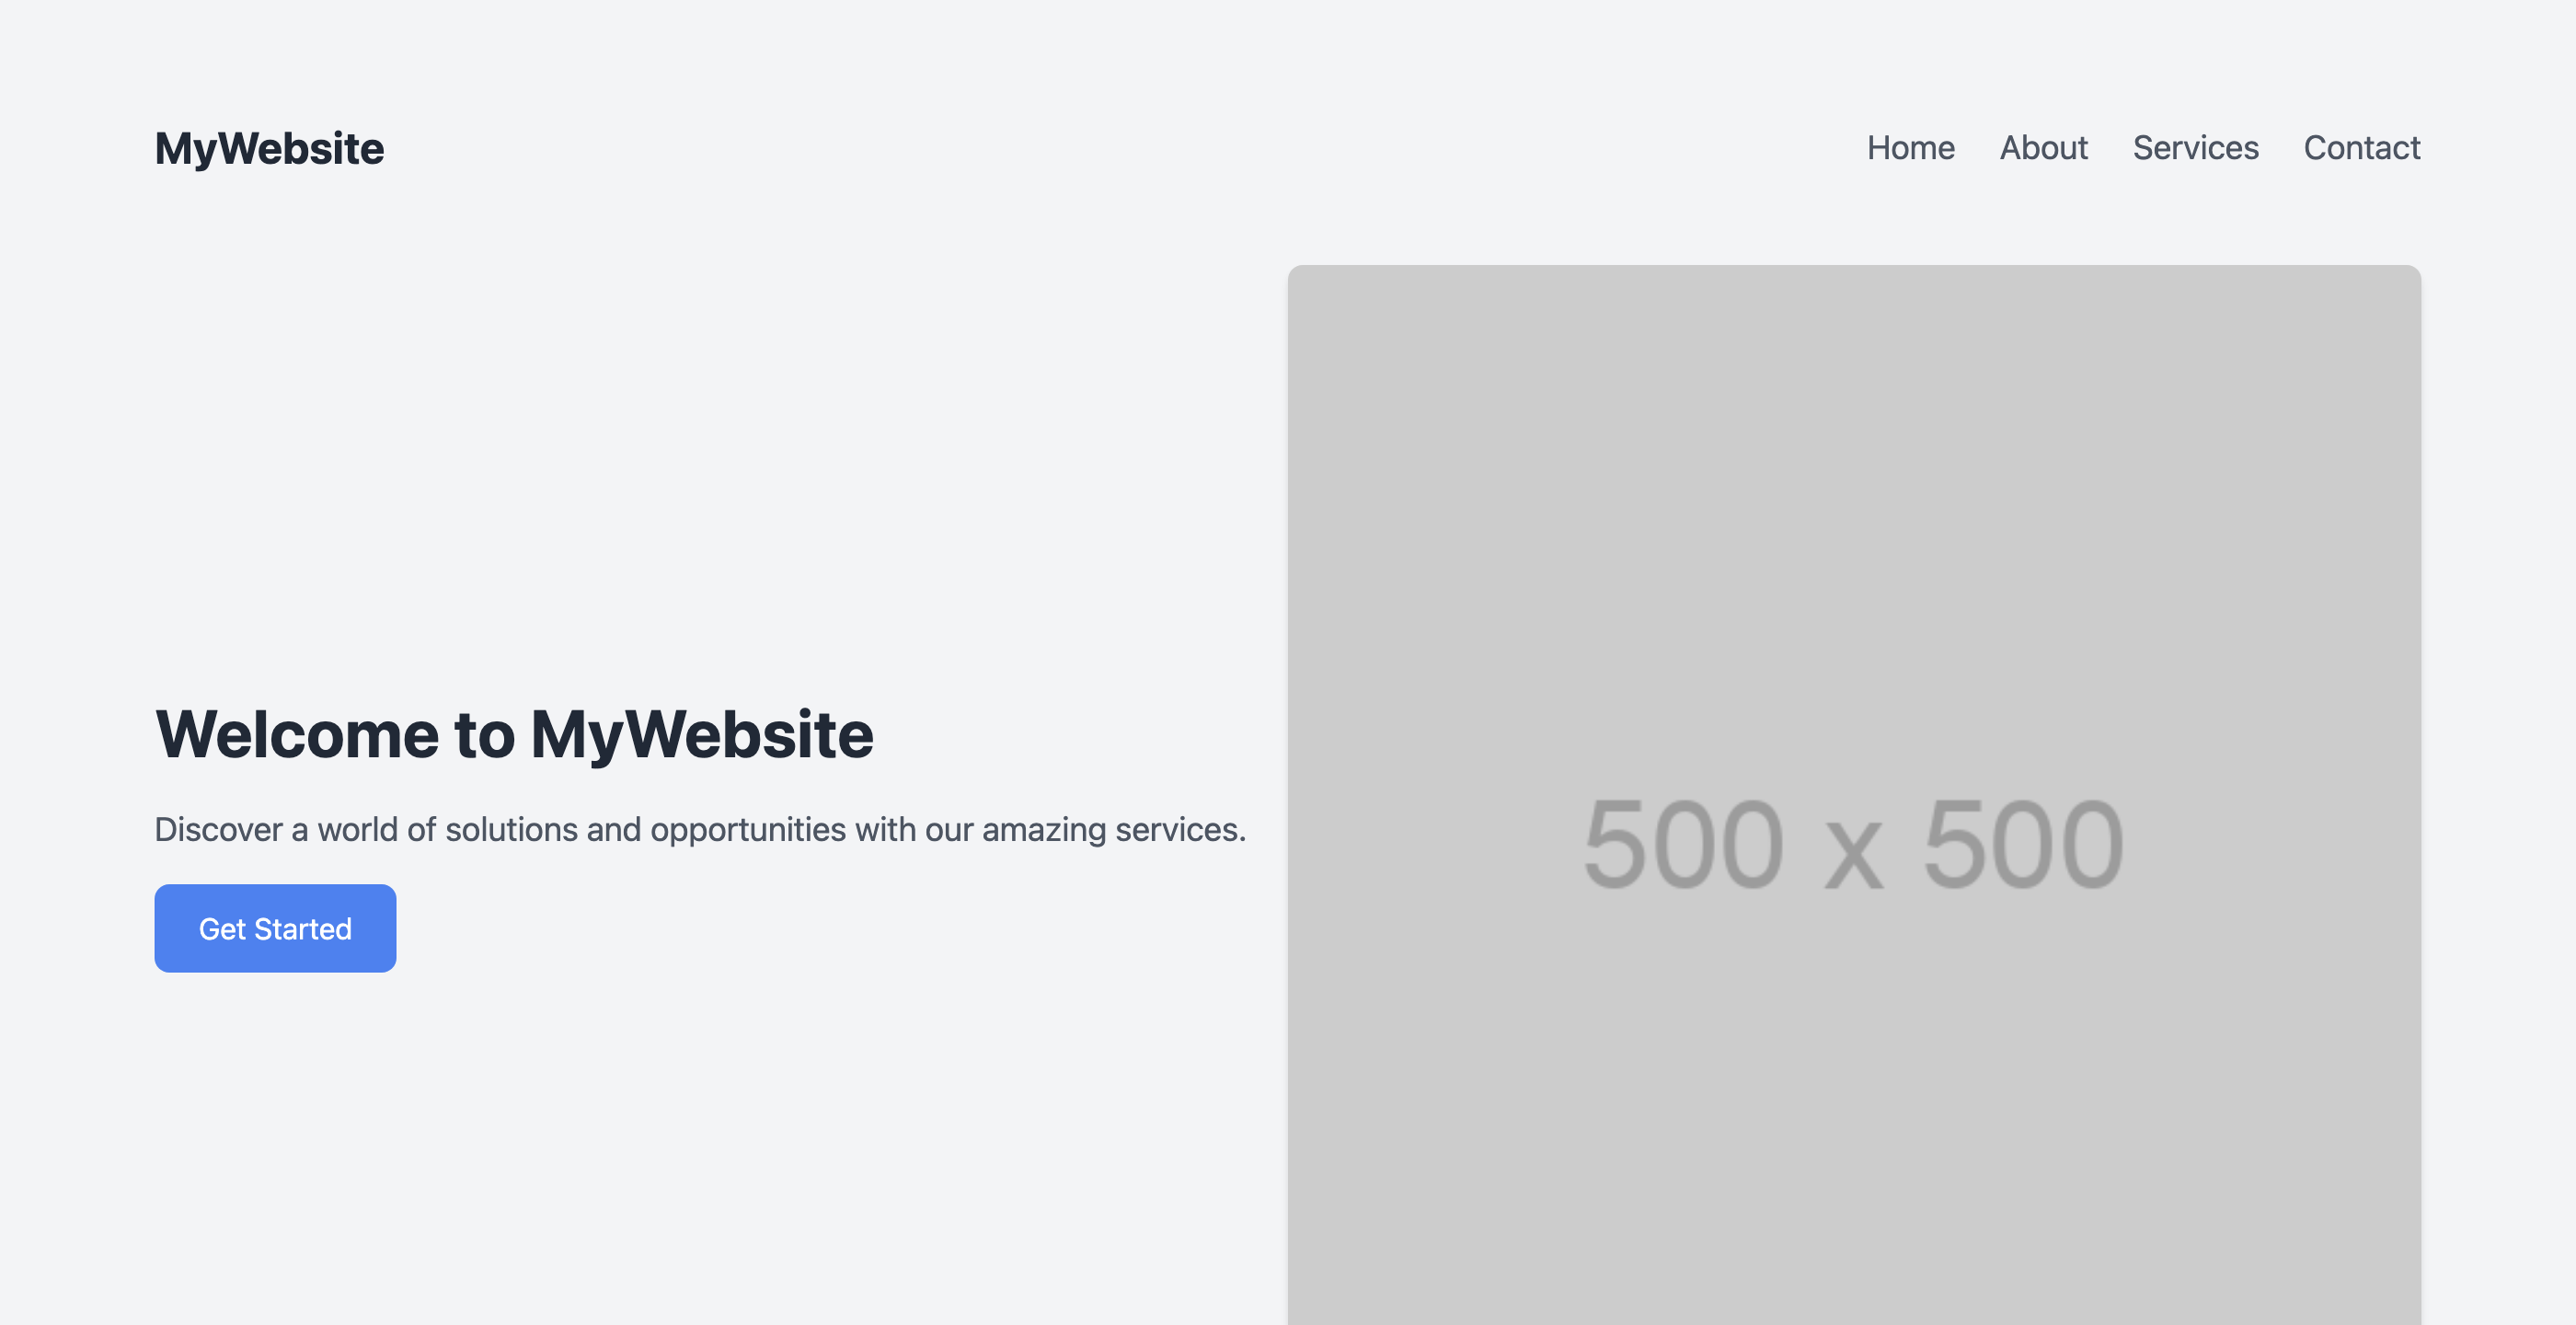 MyWebsite
Home About Services Contact
Welcome to MyWebsite
Discover a world of solutions and opportunities with our amazing services.
Get Started
500 x 500